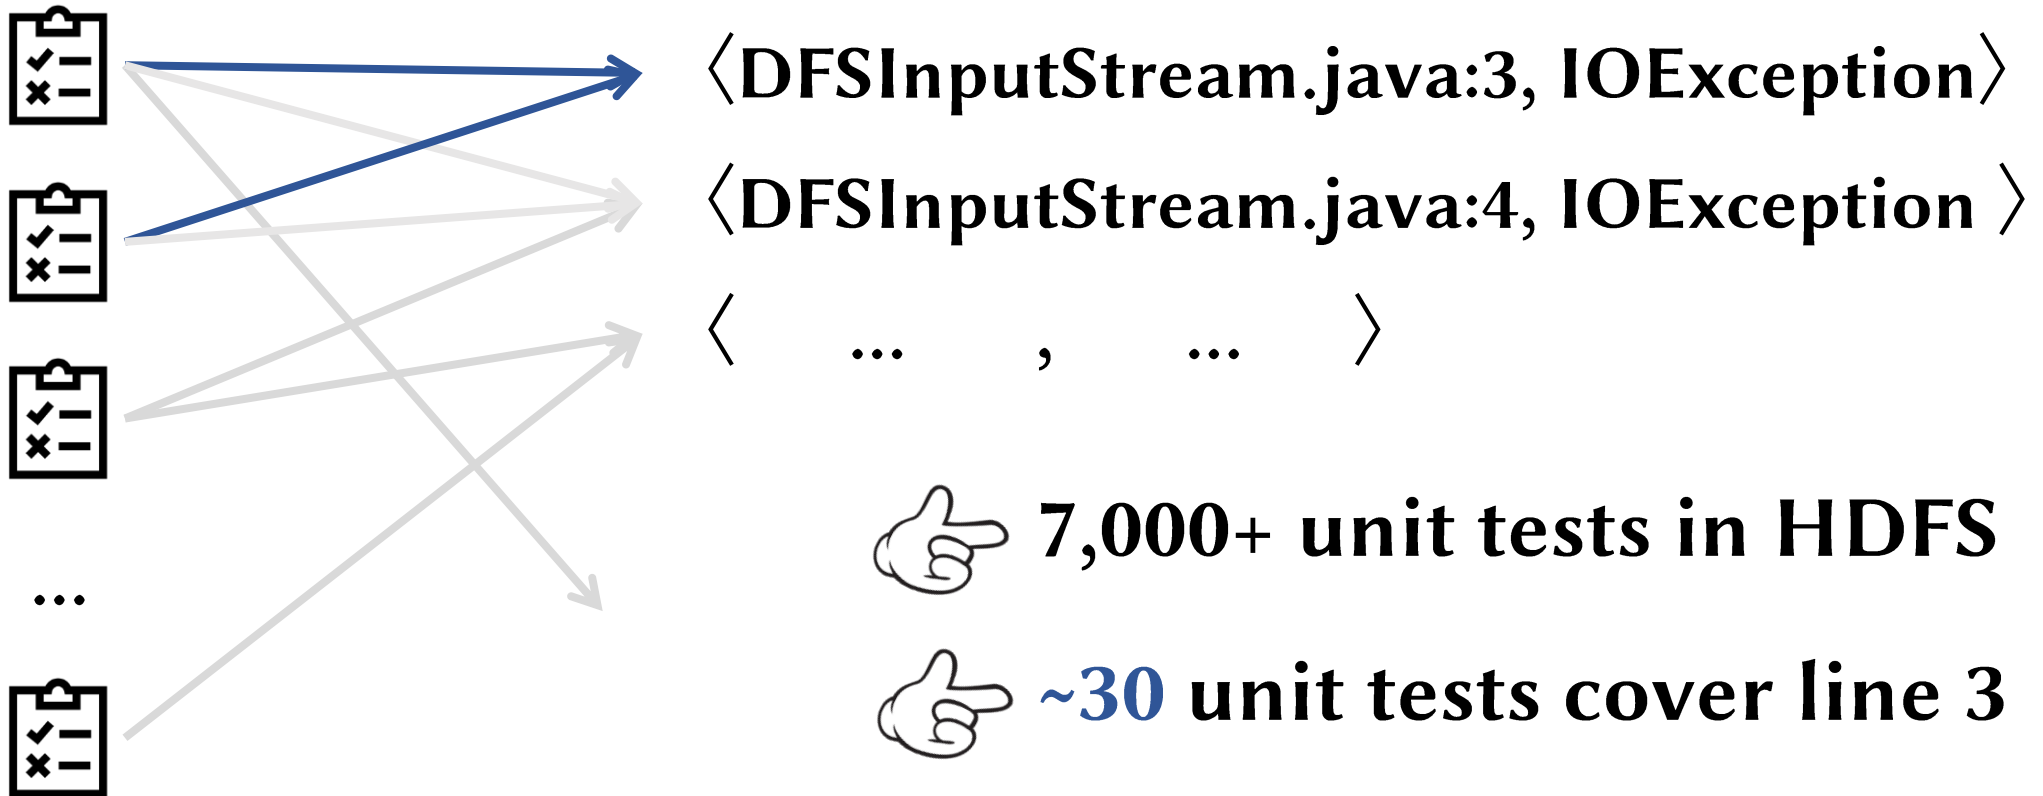 〈DFSInputStream.java:3, IOException〉
〈DFSInputStream.java:4, IOException 〉
〈 ... , ... 〉
7,000+ unit tests in HDFS
...
~30 unit tests cover line 3